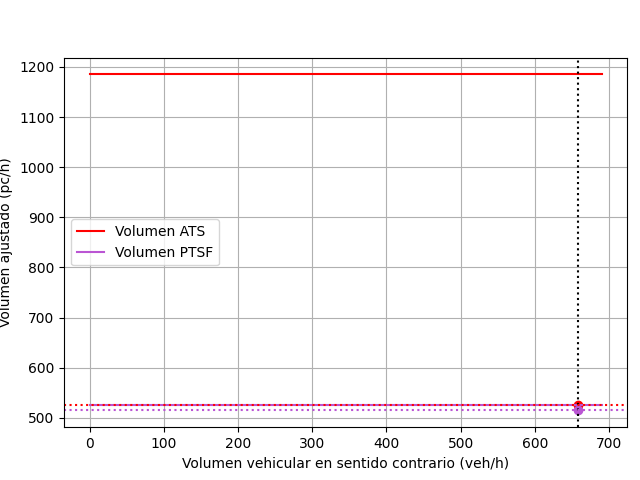 1200
1100
1000
900
800
700
600
500
Volumen ajustado (pc/h)
Volumen ATS
Volumen PTSF
0 100 200 300 400 500 600 700
Volumen vehicular en sentido contrario (veh/h)